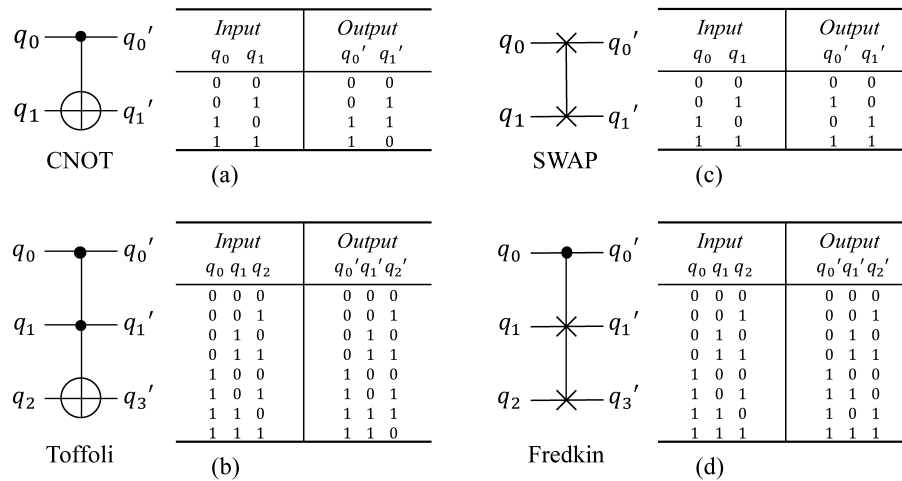 q₀ q₀′
q₁ q₁′
CNOT
Input Output
q₀ q₁ q₀′ q₁′
0 0 0 0
0 1 0 1
1 0 1 1
1 1 1 0
(a)
q₀ q₀′
q₁ q₁′
SWAP
Input Output
q₀ q₁ q₀′ q₁′
0 0 0 0
0 1 1 0
1 0 0 1
1 1 1 1
(c)
q₀ q₀′
q₁ q₁′
q₂ q₃′
Toffoli
Input Output
q₀ q₁ q₂ q₀′ q₁′ q₂′
0 0 0 0 0 0
0 0 1 0 0 1
0 1 0 0 1 0
0 1 1 0 1 1
1 0 0 1 0 0
1 0 1 1 0 1
1 1 0 1 1 1
1 1 1 1 1 0
(b)
q₀ q₀′
q₁ q₁′
q₂ q₃′
Fredkin
Input Output
q₀ q₁ q₂ q₀′ q₁′ q₂′
0 0 0 0 0 0
0 0 1 0 0 1
0 1 0 0 1 0
0 1 1 0 1 1
1 0 0 1 0 0
1 0 1 1 1 0
1 1 0 1 0 1
1 1 1 1 1 1
(d)